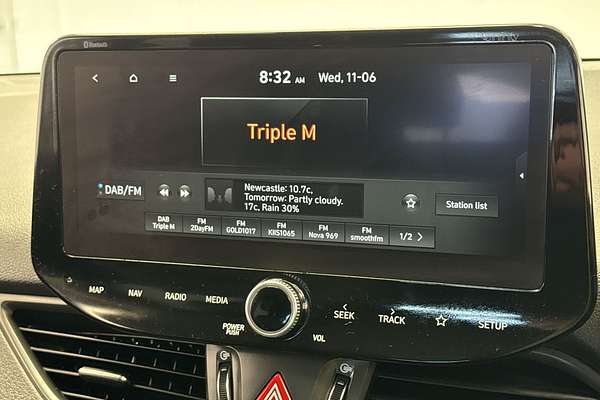 Bluetooth
8:32 AM Wed, 11-06
Triple M
DAB/FM
Newcastle: 10.7c,
Tomorrow: Partly cloudy.
17c, Rain 30%
Station list
DAB Triple M
FM 2DayFM
FM GOLD1017
FM KIIS1065
FM Nova 969
FM smoothfm
1/2 >
MAP NAV RADIO MEDIA
POWER PUSH
VOL
SEEK
TRACK
SETUP